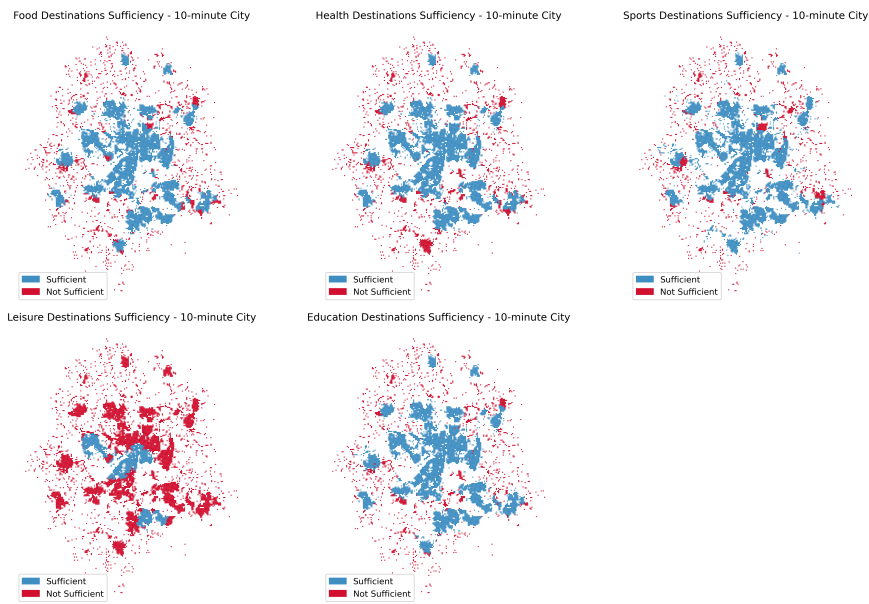 Food Destinations Sufficiency - 10-minute City
Health Destinations Sufficiency - 10-minute City
Sports Destinations Sufficiency - 10-minute City
Sufficient
Not Sufficient
Sufficient
Not Sufficient
Sufficient
Not Sufficient
Leisure Destinations Sufficiency - 10-minute City
Education Destinations Sufficiency - 10-minute City
Sufficient
Not Sufficient
Sufficient
Not Sufficient